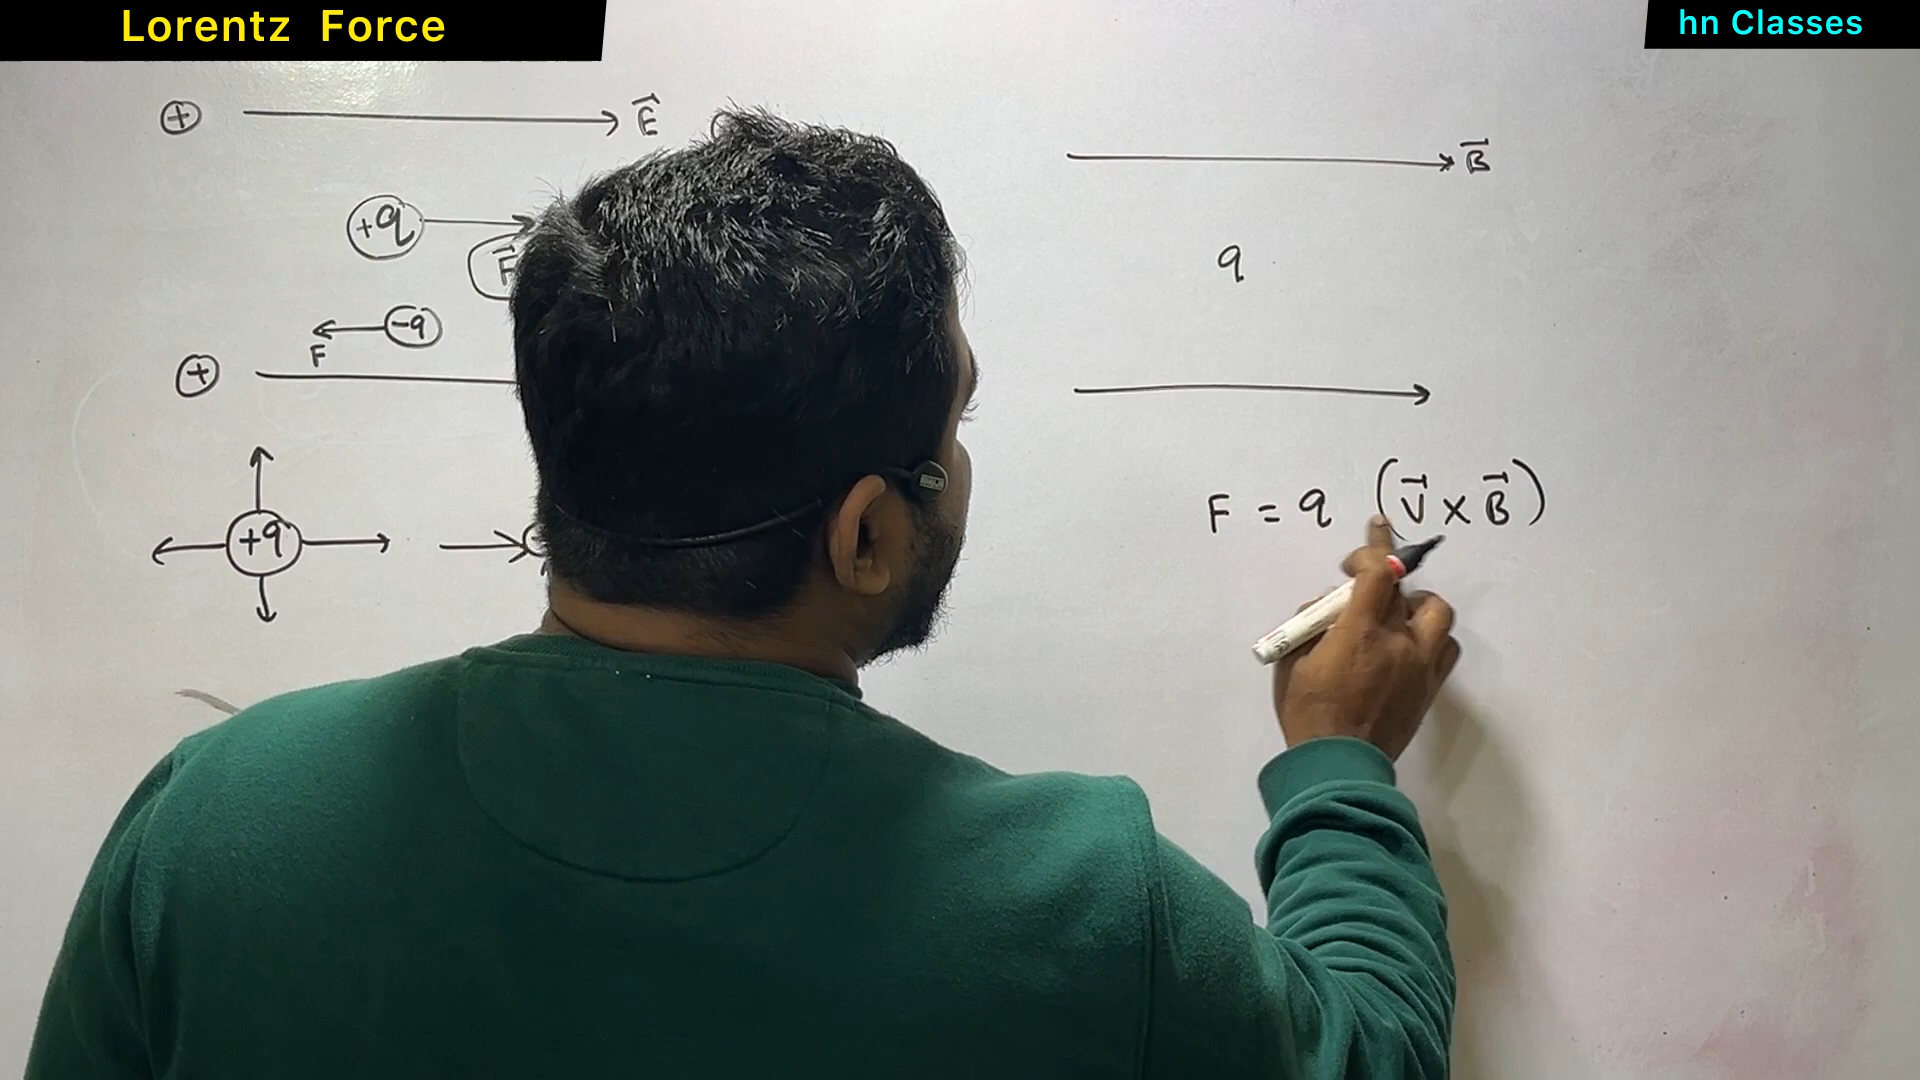 Lorentz Force
hn Classes
+ E⃗
+q
F⃗
-q
F
+
+q
B⃗
q
F = q (V⃗ × B⃗)